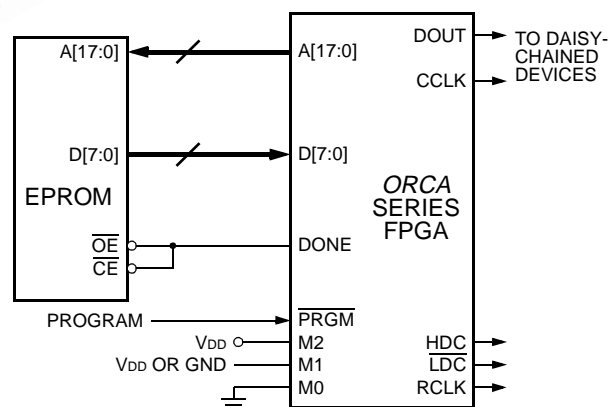 A[17:0]
D[7:0]
EPROM
OE
CE
PROGRAM
VDD
VDD OR GND
A[17:0]
D[7:0]
DONE
PRGM
M2
M1
M0
DOUT
CCLK
ORCA
SERIES
FPGA
HDC
LDC
RCLK
TO DAISY-
CHAINED
DEVICES